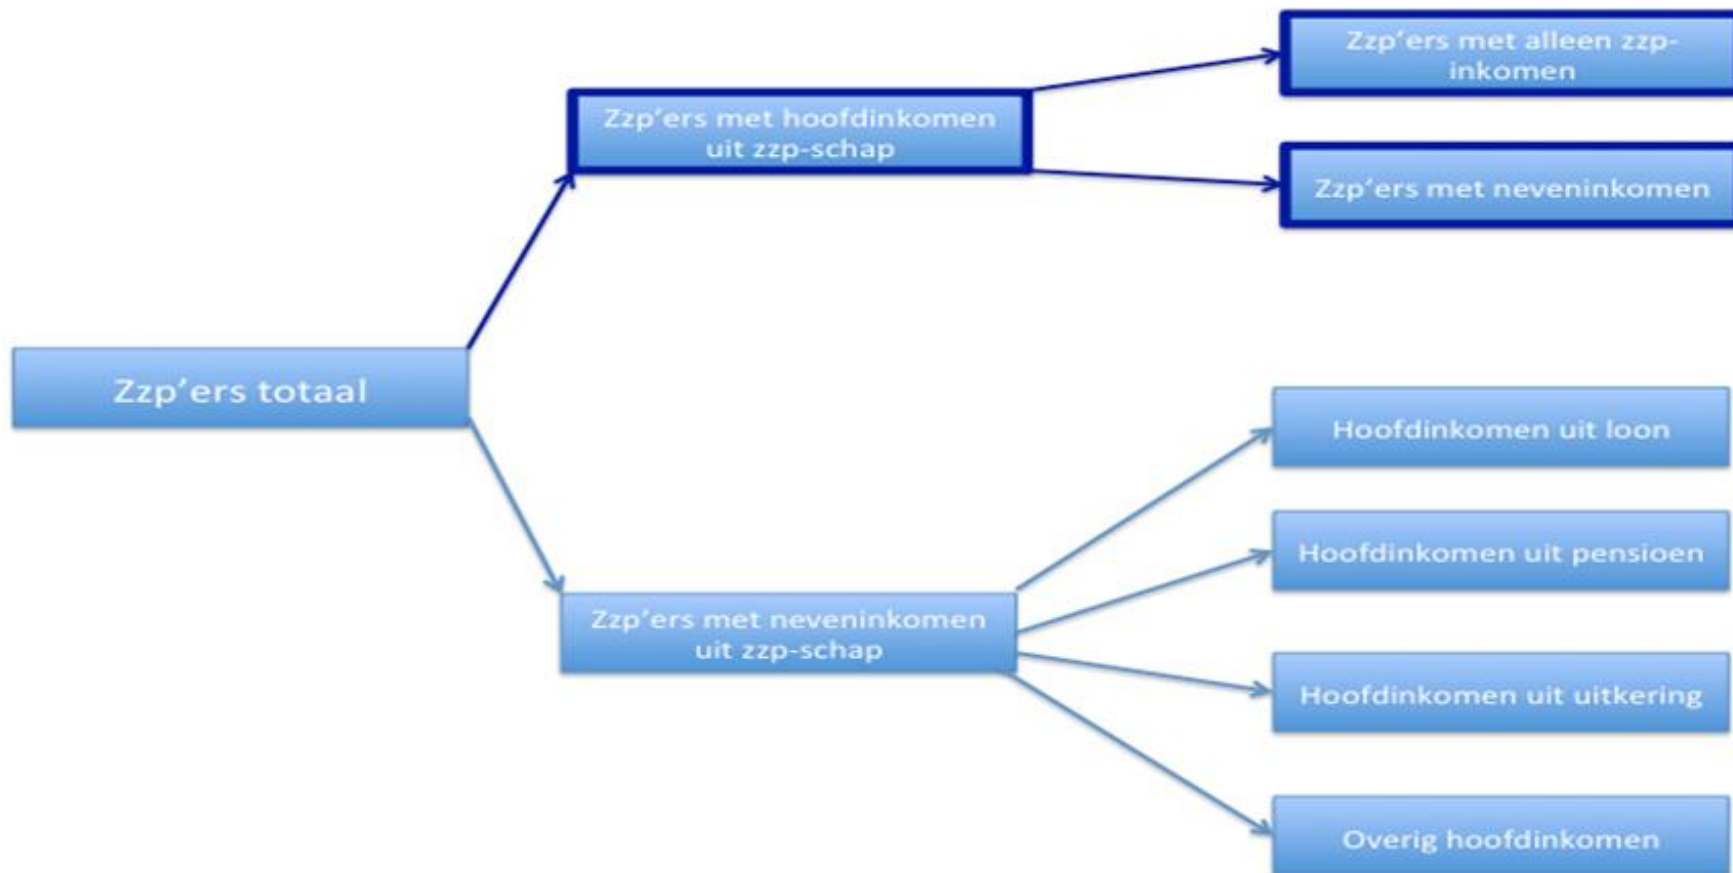 Zzp’ers met alleen zzp-
inkomen
Zzp’ers met hoofdinkomen
uit zzp-schap
Zzp’ers met neveninkomen
Zzp’ers totaal
Hoofdinkomen uit loon
Hoofdinkomen uit pensioen
Zzp’ers met neveninkomen
uit zzp-schap
Hoofdinkomen uit uitkering
Overig hoofdinkomen